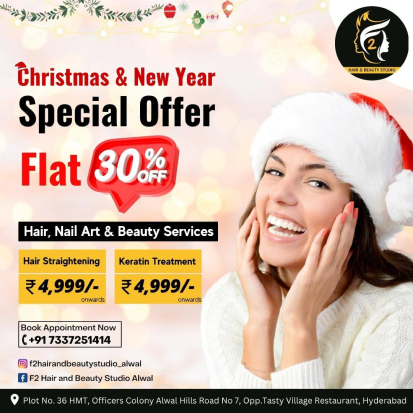 F2
HAIR & BEAUTY STUDIO
Christmas & New Year
Special Offer
Flat 30% OFF
Hair, Nail Art & Beauty Services
Hair Straightening
₹ 4,999/-
onwards
Keratin Treatment
₹ 4,999/-
onwards
Book Appointment Now
+91 7337251414
f2hairandbeautystudio_alwal
F2 Hair and Beauty Studio Alwal
Plot No. 36 HMT, Officers Colony Alwal Hills Road No 7, Opp.Tasty Village Restaurant, Hyderabad